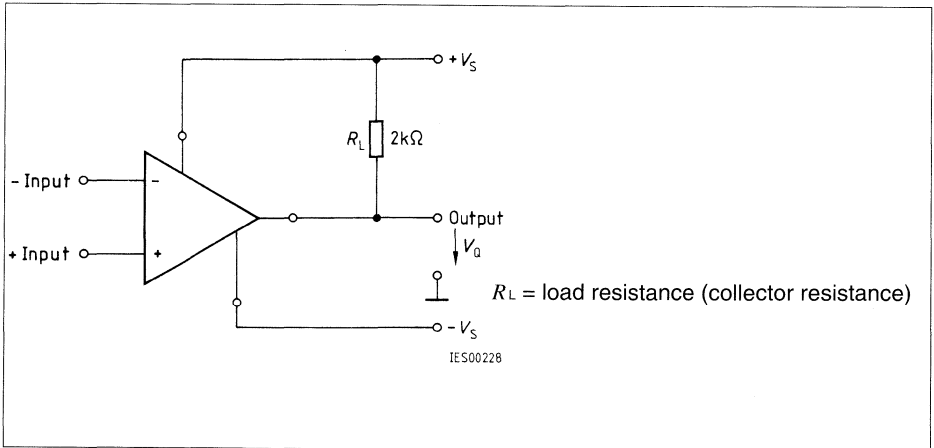 + VS
RL 2kΩ
- Input
-
Output
+ Input
+
VQ
RL = load resistance (collector resistance)
- VS
IES00228